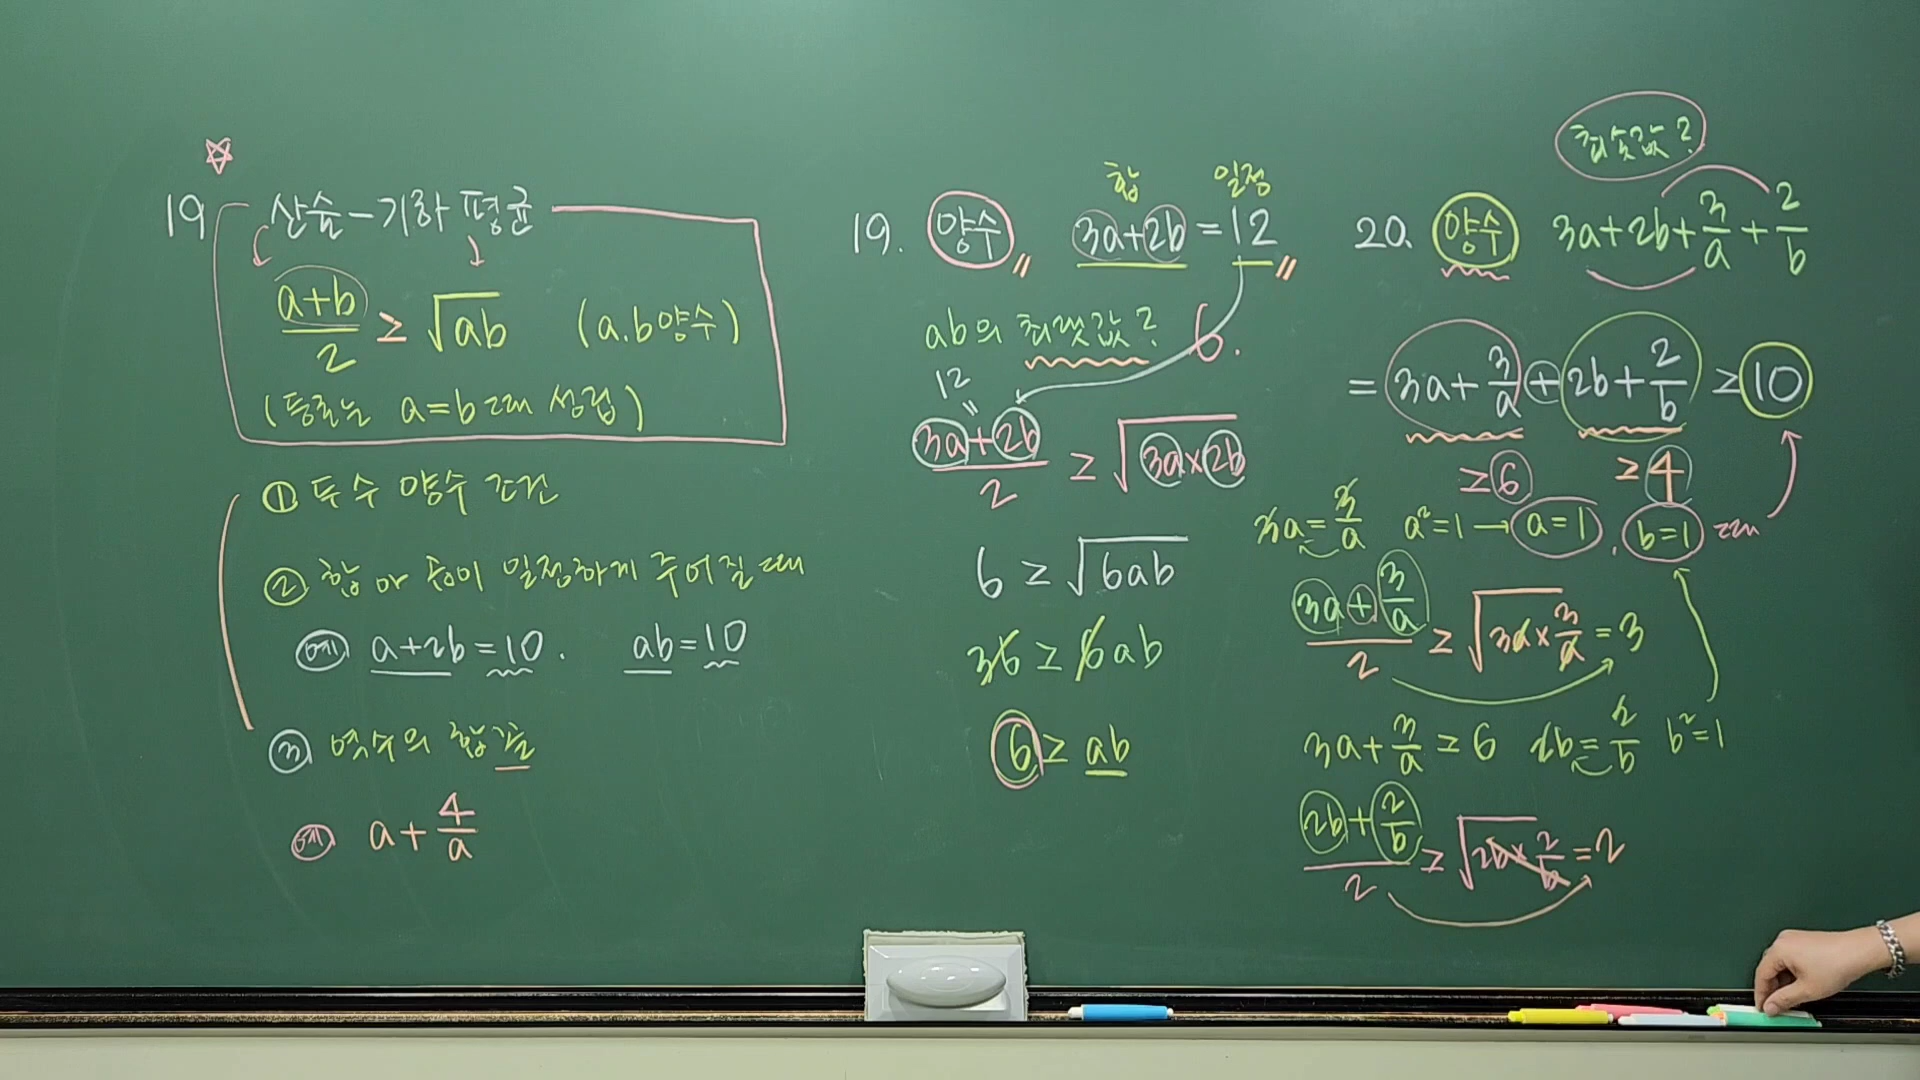 19 산술-기하 평균
a+b/2 ≥ √ab (a.b양수)
(등호는 a=b 때 성립)
① 두 수 양수 조건
② 합 or 곱이 일정하게 주어질 때
예 a+2b=10. ab=10
③ 역수의 합 꼴
예 a+4/a
19. 양수 3a+2b=12
합 일정
ab의 최댓값? 6.
12
=
3a+2b/2 ≥ √3a×2b
6 ≥ √6ab
36 ≥ 6ab
6 ≥ ab
최솟값?
20. 양수 3a+2b+3/a+2/b
= 3a+3/a + 2b+2/b ≥ 10
≥6 ≥4
3a=3/a a²=1 → a=1, b=1 때
3a+3/a/2 ≥ √3a×3/a =3
3a+3/a ≥ 6 2b=2/b b²=1
2b+2/b/2 ≥ √2b×2/b =2